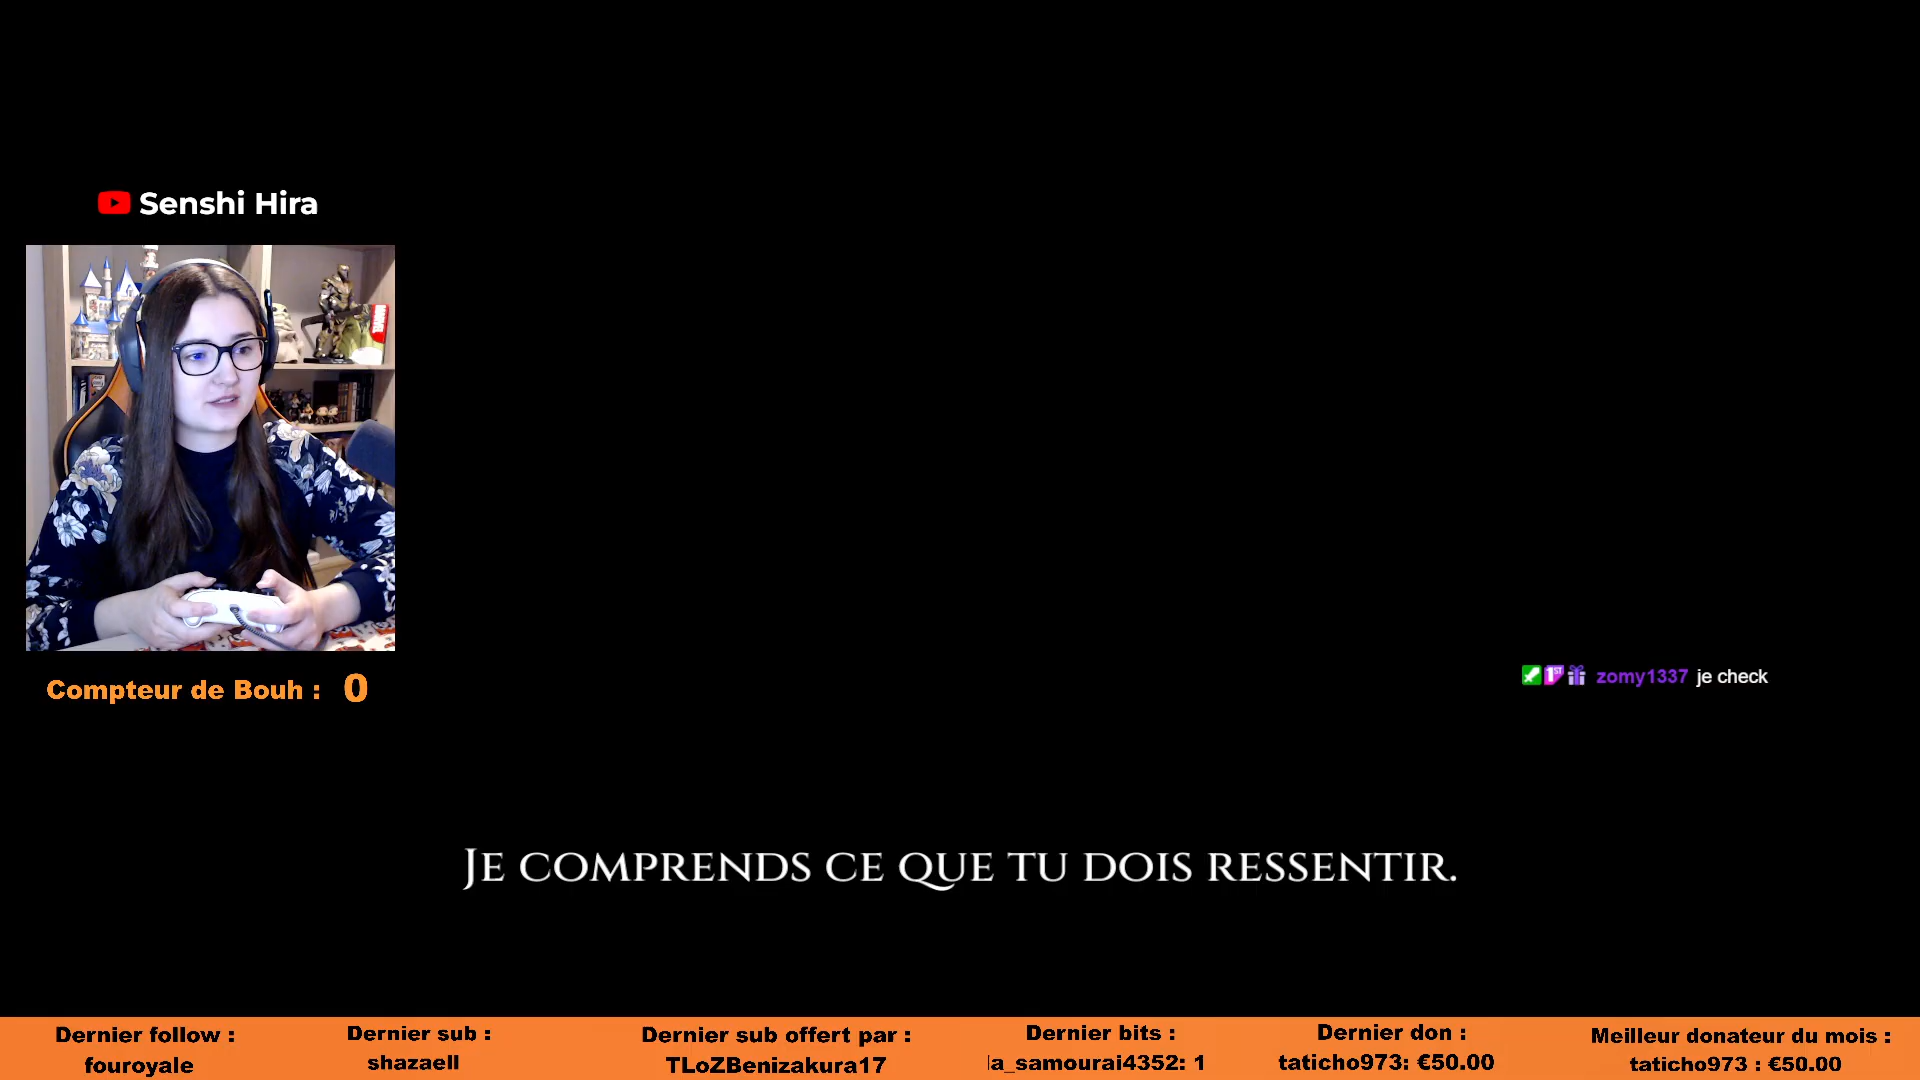 Senshi Hira
Compteur de Bouh : 0
zomy1337 je check
Je comprends ce que tu dois ressentir.
Dernier follow :
fouroyale
Dernier sub :
shazaell
Dernier sub offert par :
TLoZBenizakura17
Dernier bits :
la_samourai4352: 1
Dernier don :
taticho973: €50.00
Meilleur donateur du mois :
taticho973 : €50.00